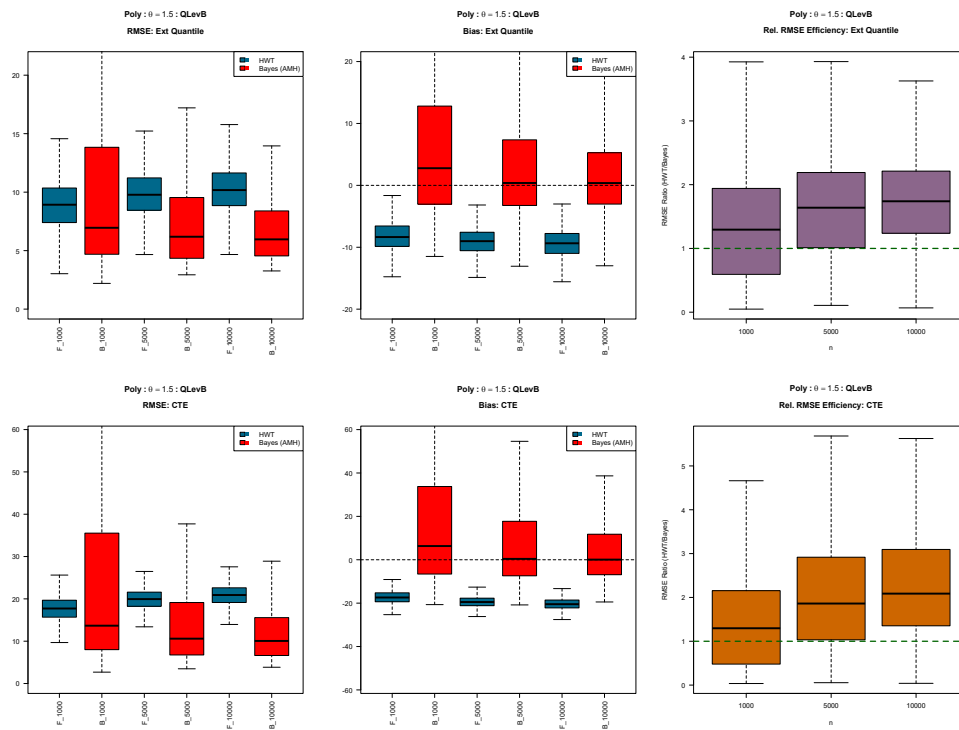 Poly : θ = 1.5 : QLevB
RMSE: Ext Quantile
HWT
Bayes (AMH)
20
15
10
5
0
F_1000
B_1000
F_5000
B_5000
F_10000
B_10000
Poly : θ = 1.5 : QLevB
Bias: Ext Quantile
HWT
Bayes (AMH)
20
10
0
-10
-20
F_1000
B_1000
F_5000
B_5000
F_10000
B_10000
Poly : θ = 1.5 : QLevB
Rel. RMSE Efficiency: Ext Quantile
RMSE Ratio (HWT/Bayes)
4
3
2
1
0
1000
5000
10000
n
Poly : θ = 1.5 : QLevB
RMSE: CTE
HWT
Bayes (AMH)
60
50
40
30
20
10
0
F_1000
B_1000
F_5000
B_5000
F_10000
B_10000
Poly : θ = 1.5 : QLevB
Bias: CTE
HWT
Bayes (AMH)
60
40
20
0
-20
-40
-60
F_1000
B_1000
F_5000
B_5000
F_10000
B_10000
Poly : θ = 1.5 : QLevB
Rel. RMSE Efficiency: CTE
RMSE Ratio (HWT/Bayes)
5
4
3
2
1
0
1000
5000
10000
n